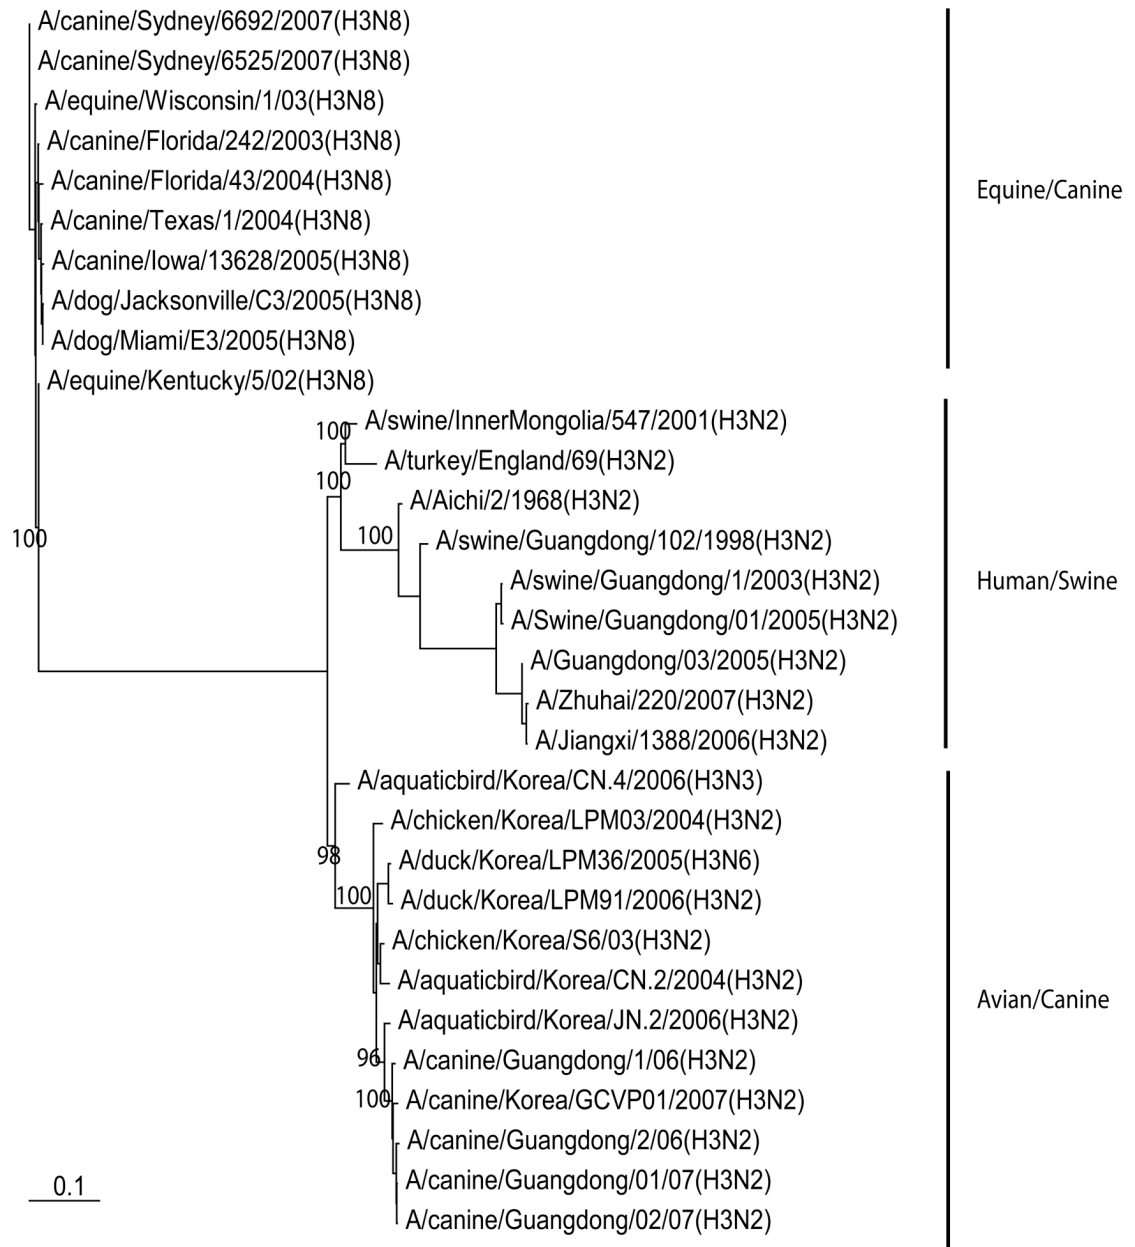 A/canine/Sydney/6692/2007(H3N8)
A/canine/Sydney/6525/2007(H3N8)
A/equine/Wisconsin/1/03(H3N8)
A/canine/Florida/242/2003(H3N8)
A/canine/Florida/43/2004(H3N8)
Equine/Canine
A/canine/Texas/1/2004(H3N8)
A/canine/Iowa/13628/2005(H3N8)
A/dog/Jacksonville/C3/2005(H3N8)
A/dog/Miami/E3/2005(H3N8)
A/equine/Kentucky/5/02(H3N8)
A/swine/InnerMongolia/547/2001(H3N2)
100
A/turkey/England/69(H3N2)
100
A/Aichi/2/1968(H3N2)
100
A/swine/Guangdong/102/1998(H3N2)
100
A/swine/Guangdong/1/2003(H3N2)
Human/Swine
A/Swine/Guangdong/01/2005(H3N2)
A/Guangdong/03/2005(H3N2)
A/Zhuhai/220/2007(H3N2)
A/Jiangxi/1388/2006(H3N2)
A/aquaticbird/Korea/CN.4/2006(H3N3)
A/chicken/Korea/LPM03/2004(H3N2)
98
A/duck/Korea/LPM36/2005(H3N6)
100
A/duck/Korea/LPM91/2006(H3N2)
A/chicken/Korea/S6/03(H3N2)
A/aquaticbird/Korea/CN.2/2004(H3N2)
Avian/Canine
A/aquaticbird/Korea/JN.2/2006(H3N2)
96
A/canine/Guangdong/1/06(H3N2)
100
A/canine/Korea/GCVP01/2007(H3N2)
A/canine/Guangdong/2/06(H3N2)
A/canine/Guangdong/01/07(H3N2)
0.1
A/canine/Guangdong/02/07(H3N2)